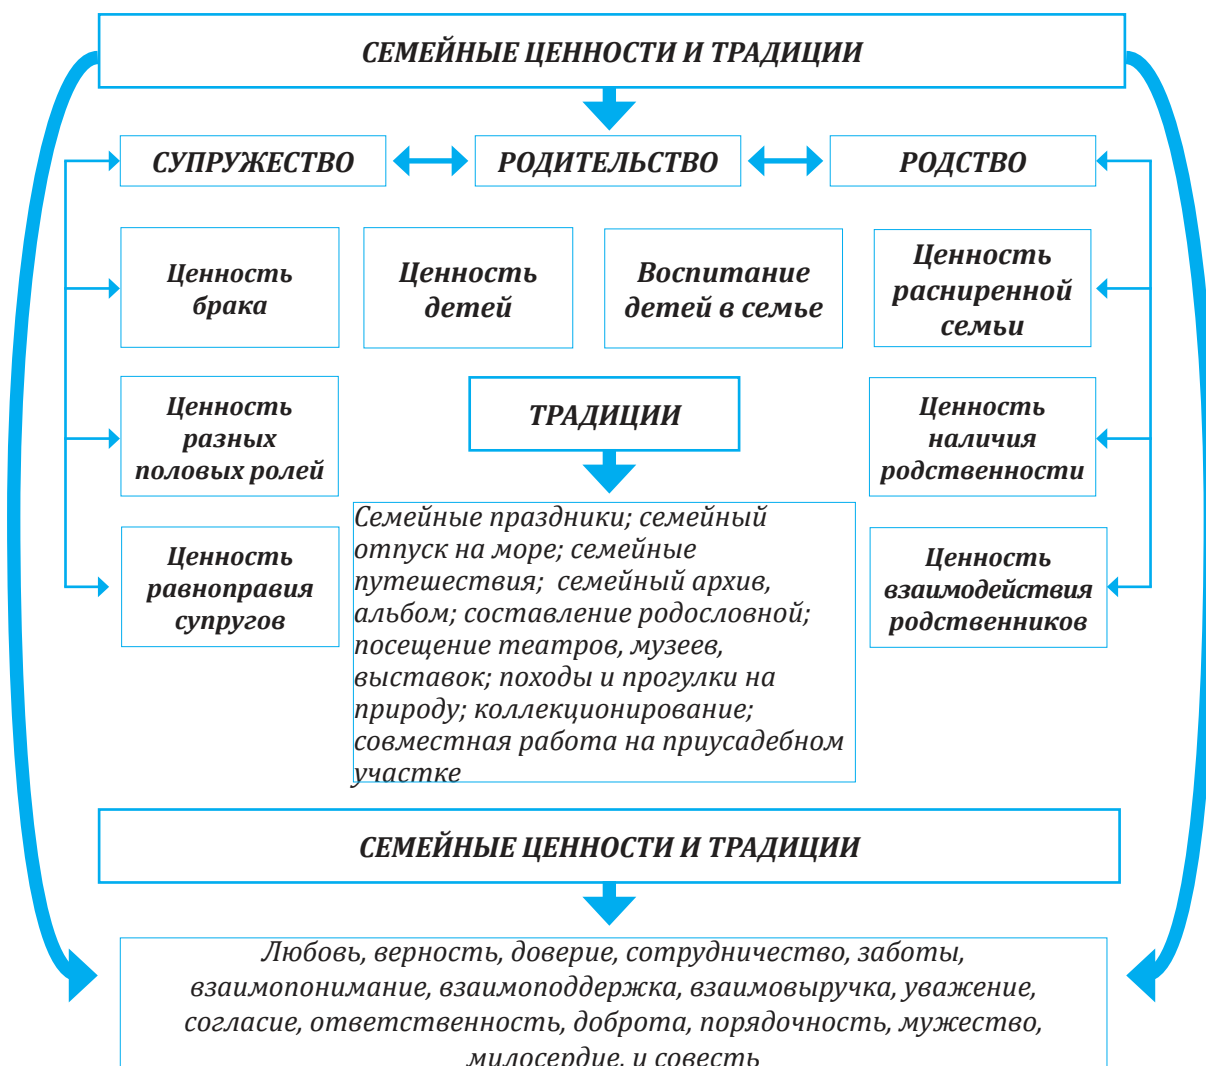 СЕМЕЙНЫЕ ЦЕННОСТИ И ТРАДИЦИИ
СУПРУЖЕСТВО
РОДИТЕЛЬСТВО
РОДСТВО
Ценность
брака
Ценность
детей
Воспитание
детей в семье
Ценность
расниренной
семьи
Ценность
разных
половых ролей
ТРАДИЦИИ
Ценность
наличия
родственности
Ценность
равноправия
супругов
Семейные праздники; семейный
отпуск на море; семейные
путешествия; семейный архив,
альбом; составление родословной;
посещение театров, музеев,
выставок; походы и прогулки на
природу; коллекционирование;
совместная работа на приусадебном
участке
Ценность
взаимодействия
родственников
СЕМЕЙНЫЕ ЦЕННОСТИ И ТРАДИЦИИ
Любовь, верность, доверие, сотрудничество, заботы,
взаимопонимание, взаимоподдержка, взаимовыручка, уважение,
согласие, ответственность, доброта, порядочность, мужество,
милосердие, и совесть